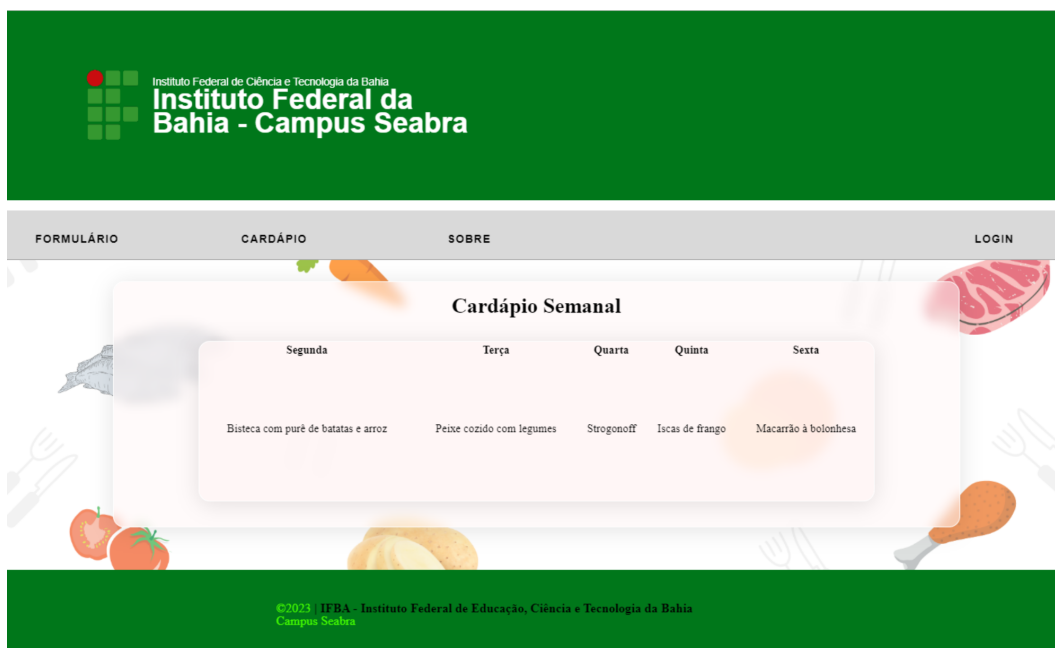 Instituto Federal de Ciência e Tecnologia da Bahia
Instituto Federal da
Bahia - Campus Seabra
FORMULÁRIO CARDÁPIO SOBRE LOGIN
Cardápio Semanal
Segunda Terça Quarta Quinta Sexta
Bisteca com purê de batatas e arroz Peixe cozido com legumes Strogonoff Iscas de frango Macarrão à bolonhesa
©2023 | IFBA - Instituto Federal de Educação, Ciência e Tecnologia da Bahia
Campus Seabra